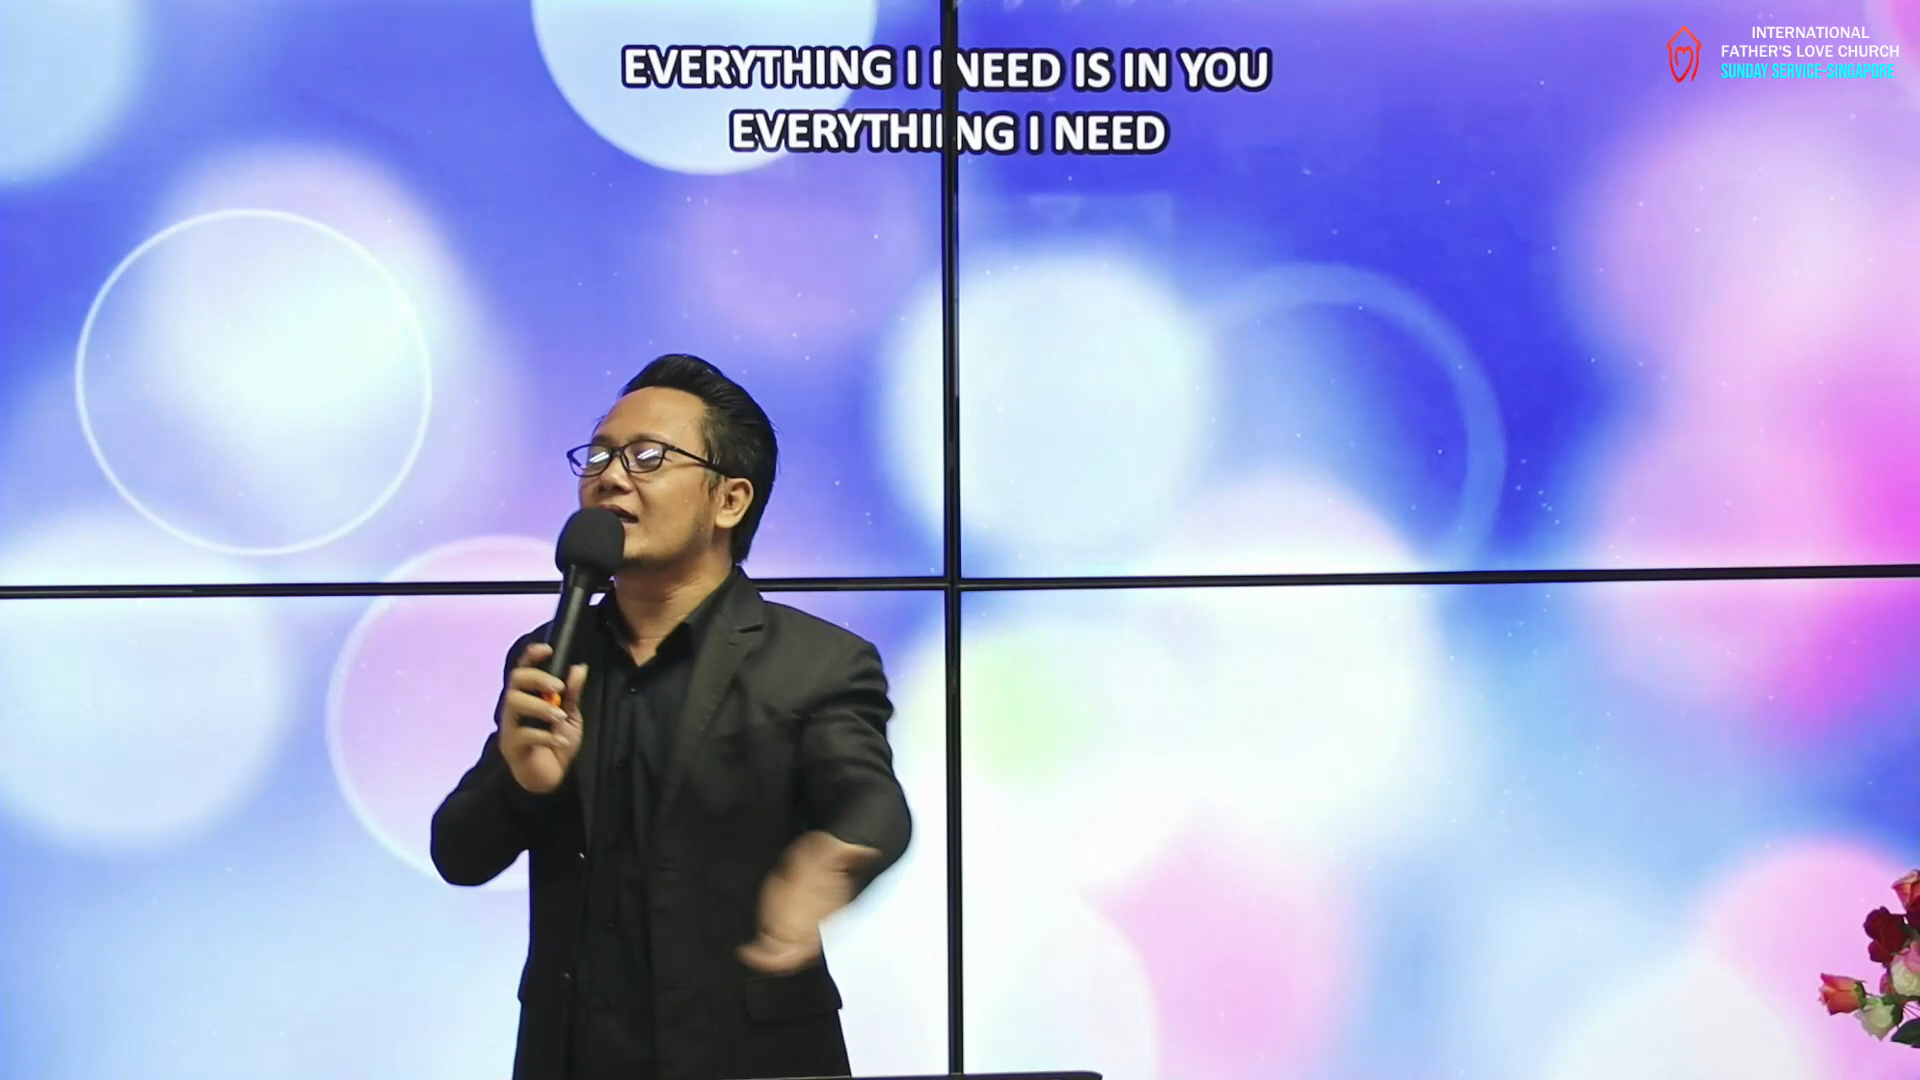 EVERYTHING I NEED IS IN YOU
EVERYTHING I NEED
INTERNATIONAL
FATHER'S LOVE CHURCH
SUNDAY SERVICE-SINGAPORE